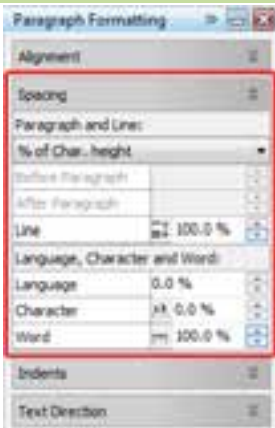 Paragraph Formatting
Alignment
Spacing
Paragraph and Line:
% of Char. height
Before Paragraph
After Paragraph
Line 100.0 %
Language, Character and Word:
Language 0.0 %
Character 0.0 %
Word 100.0 %
Indents
Text Direction